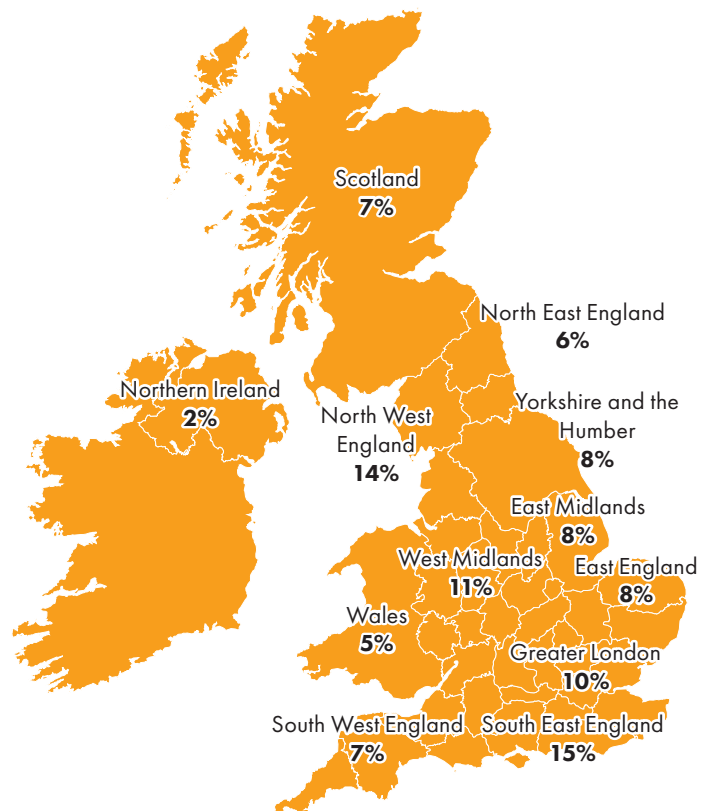 Scotland
7%
North East England
6%
Northern Ireland
2%
North West
England
14%
Yorkshire and the
Humber
8%
East Midlands
8%
West Midlands
11%
East England
8%
Wales
5%
Greater London
10%
South West England
7%
South East England
15%